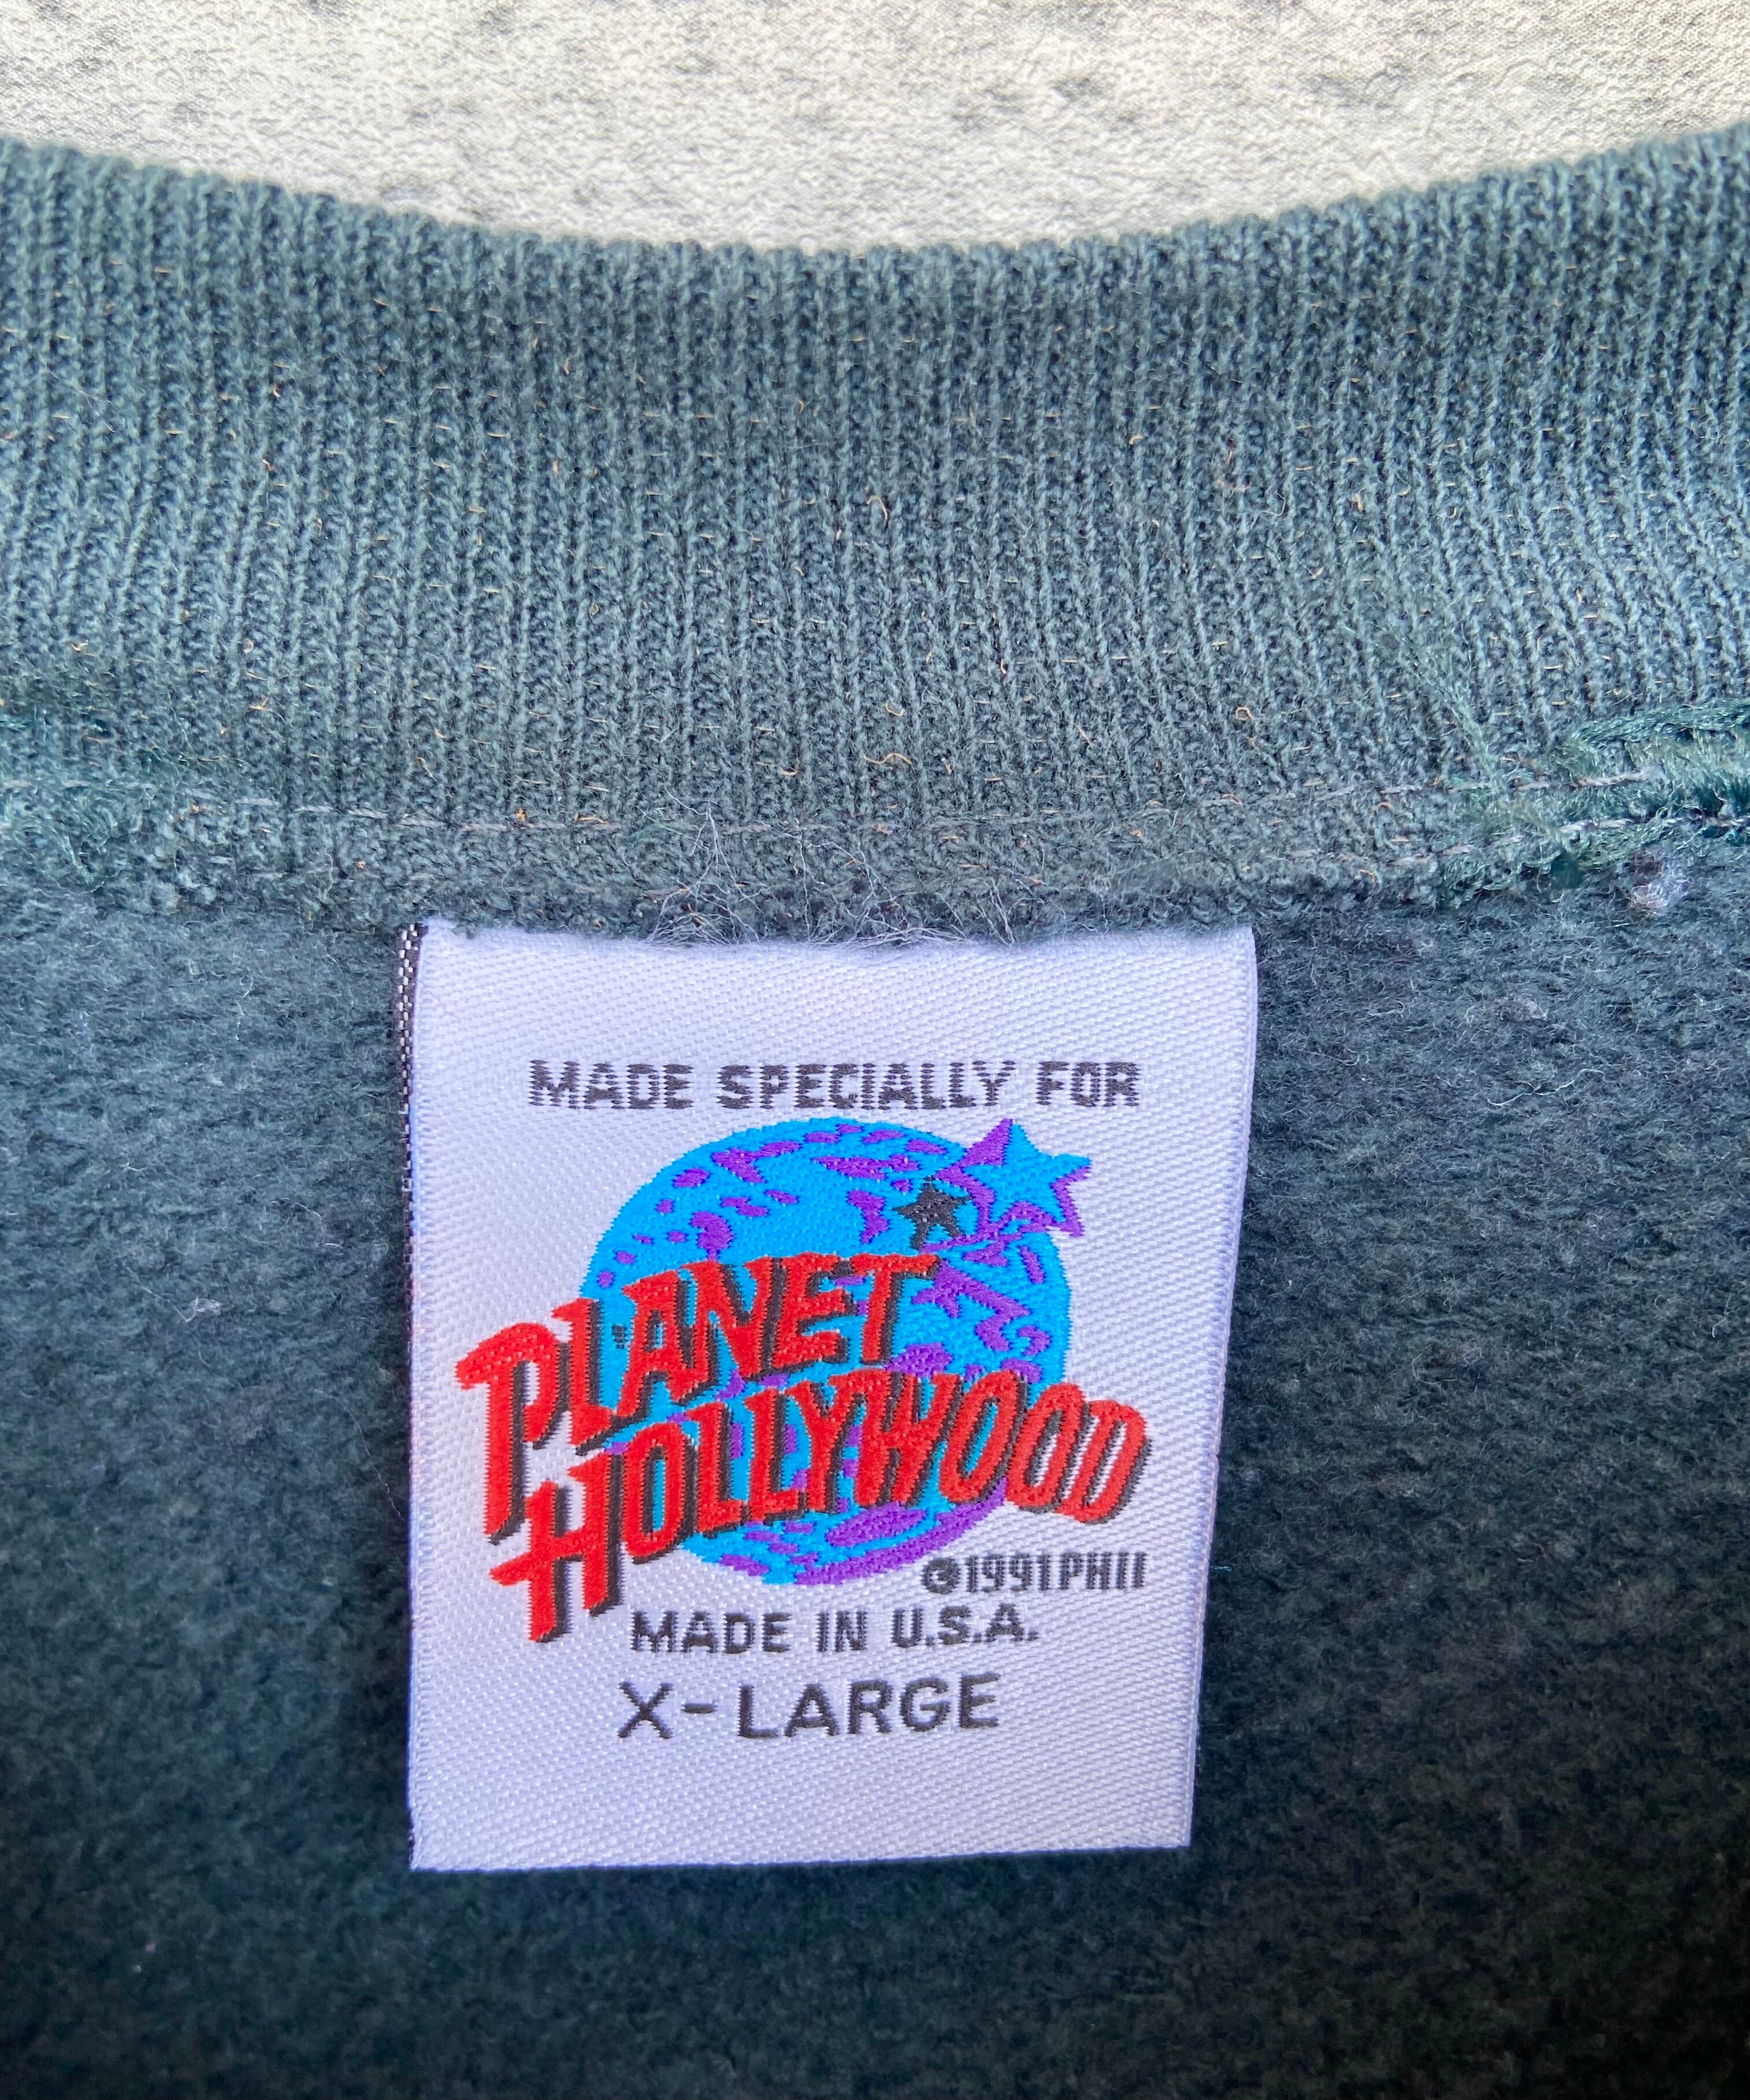 MADE SPECIALLY FOR
PLANET
HOLLYWOOD
©1991PHII
MADE IN U.S.A.
X-LARGE